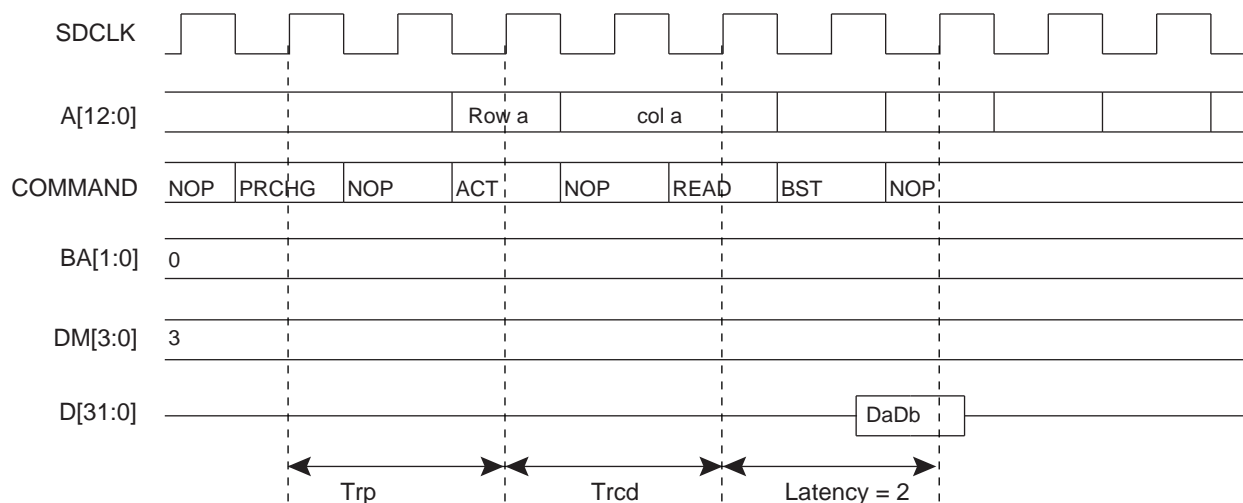 SDCLK
A[12:0] Row a col a
COMMAND NOP PRCHG NOP ACT NOP READ BST NOP
BA[1:0] 0
DM[3:0] 3
D[31:0] DaDb
Trp Trcd Latency = 2